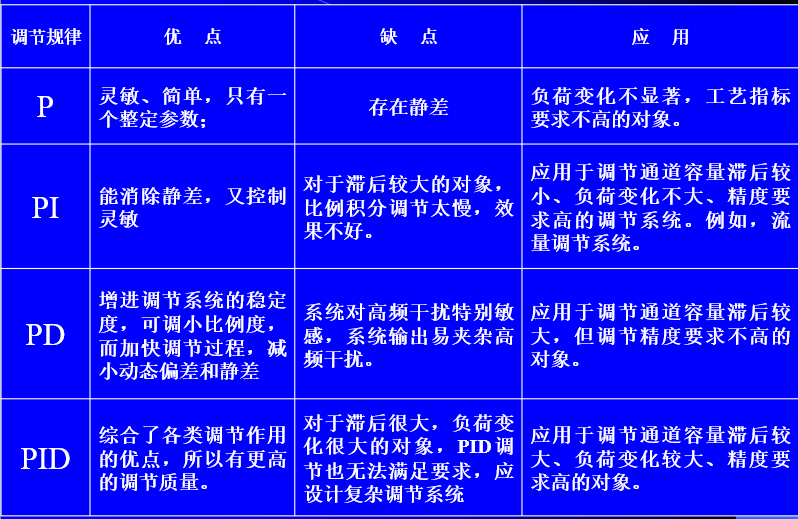 调节规律
优 点
缺 点
应 用
P
灵敏、简单，只有一
个整定参数；
存在静差
负荷变化不显著，工艺指标
要求不高的对象。
PI
能消除静差，又控制
灵敏
对于滞后较大的对象，
比例积分调节太慢，效
果不好。
应用于调节通道容量滞后较
小、负荷变化不大、精度要
求高的调节系统。例如，流
量调节系统。
PD
增进调节系统的稳定
度，可调小比例度，
而加快调节过程，减
小动态偏差和静差
系统对高频干扰特别敏
感，系统输出易夹杂高
频干扰。
应用于调节通道容量滞后较
大，但调节精度要求不高的
对象。
PID
综合了各类调节作用
的优点，所以有更高
的调节质量。
对于滞后很大，负荷变
化很大的对象，PID调
节也无法满足要求，应
设计复杂调节系统
应用于调节通道容量滞后较
大、负荷变化较大、精度要
求高的对象。